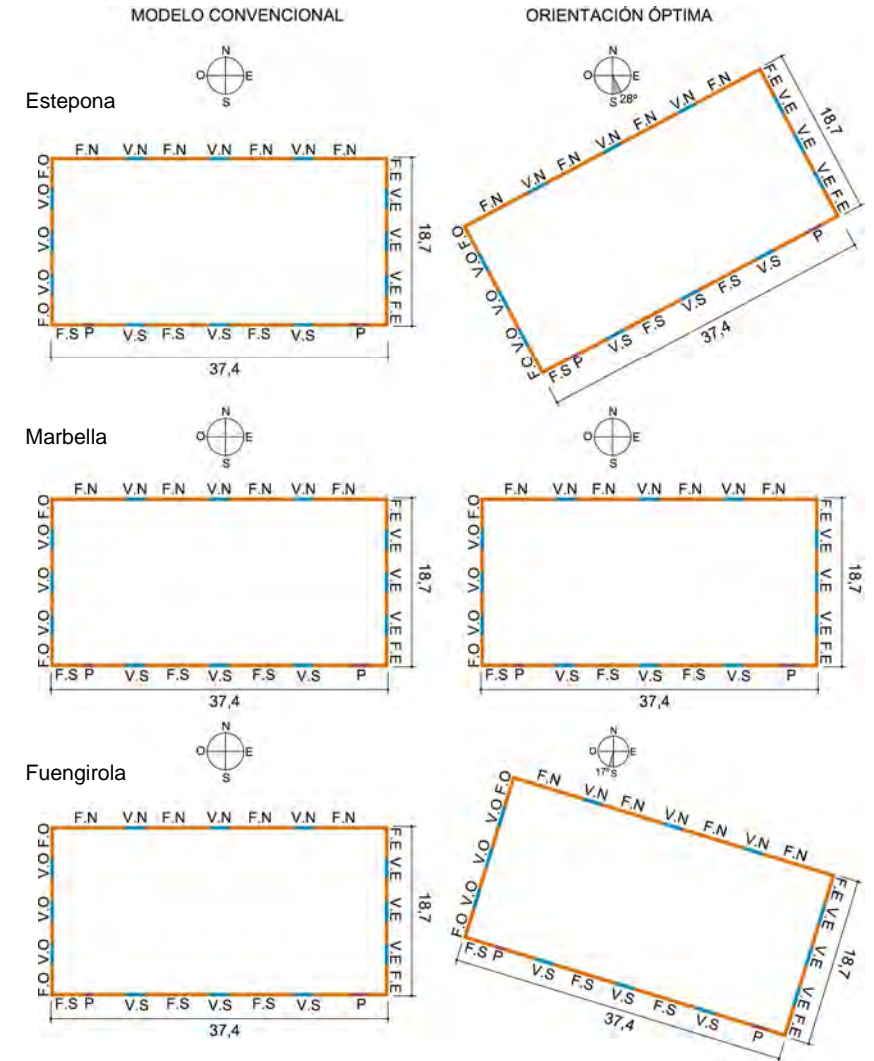 MODELO CONVENCIONAL
ORIENTACIÓN ÓPTIMA
Estepona
N
O E
S
F.N V.N F.N V.N F.N V.N F.N
F.O V.O V.O V.O F.O
F.E V.E V.E V.E F.E
18,7
F.S P V.S F.S V.S F.S V.S P
37,4
N
O E
S 28º
F.N V.N F.N V.N F.N V.N F.N
F.O V.O V.O V.O F.O
F.E V.E V.E V.E F.E
18,7
F.S P V.S F.S V.S F.S V.S P
37,4
Marbella
N
O E
S
F.N V.N F.N V.N F.N V.N F.N
F.O V.O V.O V.O F.O
F.E V.E V.E V.E F.E
18,7
F.S P V.S F.S V.S F.S V.S P
37,4
N
O E
S
F.N V.N F.N V.N F.N V.N F.N
F.O V.O V.O V.O F.O
F.E V.E V.E V.E F.E
18,7
F.S P V.S F.S V.S F.S V.S P
37,4
Fuengirola
N
O E
S
F.N V.N F.N V.N F.N V.N F.N
F.O V.O V.O V.O F.O
F.E V.E V.E V.E F.E
18,7
F.S P V.S F.S V.S F.S V.S P
37,4
N
O E
17º S
F.N V.N F.N V.N F.N V.N F.N
F.O V.O V.O V.O F.O
F.E V.E V.E V.E F.E
18,7
F.S P V.S F.S V.S F.S V.S P
37,4